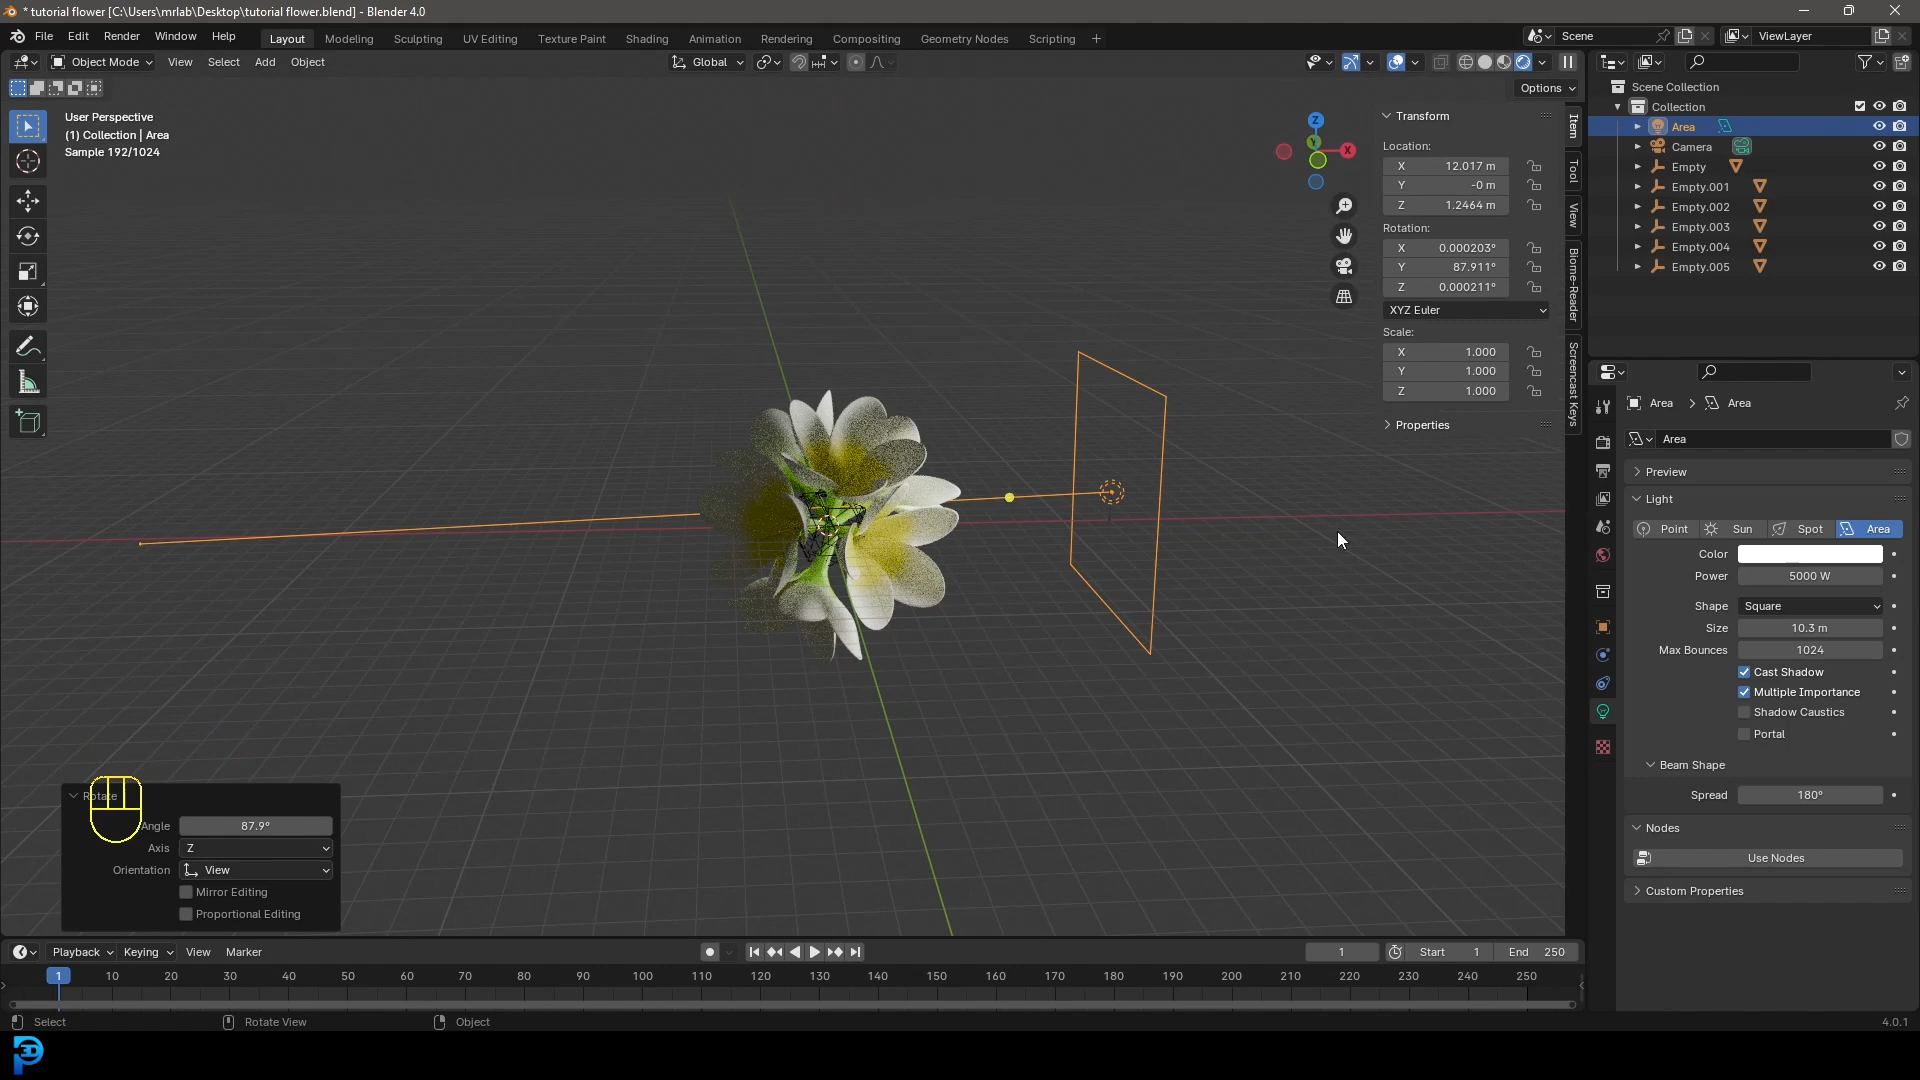 * tutorial flower [C:\Users\mrlab\Desktop\tutorial flower.blend] - Blender 4.0
File Edit Render Window Help Layout Modeling Sculpting UV Editing Texture Paint Shading Animation Rendering Compositing Geometry Nodes Scripting + Scene ViewLayer
Object Mode View Select Add Object Global
Options
User Perspective
(1) Collection | Area
Sample 192/1024
Z
Y
X
Transform
Location:
X 12.017 m
Y -0 m
Z 1.2464 m
Rotation:
X 0.000203°
Y 87.911°
Z 0.000211°
XYZ Euler
Scale:
X 1.000
Y 1.000
Z 1.000
Properties
Item
Tool
View
Biome-Reader
Screencast Keys
Scene Collection
Collection
Area
Camera
Empty
Empty.001
Empty.002
Empty.003
Empty.004
Empty.005
Area Area
Area
Preview
Light
Point Sun Spot Area
Color
Power 5000 W
Shape Square
Size 10.3 m
Max Bounces 1024
Cast Shadow
Multiple Importance
Shadow Caustics
Portal
Beam Shape
Spread 180°
Nodes
Use Nodes
Custom Properties
Rotate
Angle 87.9°
Axis Z
Orientation View
Mirror Editing
Proportional Editing
Playback Keying View Marker 1 Start 1 End 250
1 10 20 30 40 50 60 70 80 90 100 110 120 130 140 150 160 170 180 190 200 210 220 230 240 250
Select Rotate View Object 4.0.1